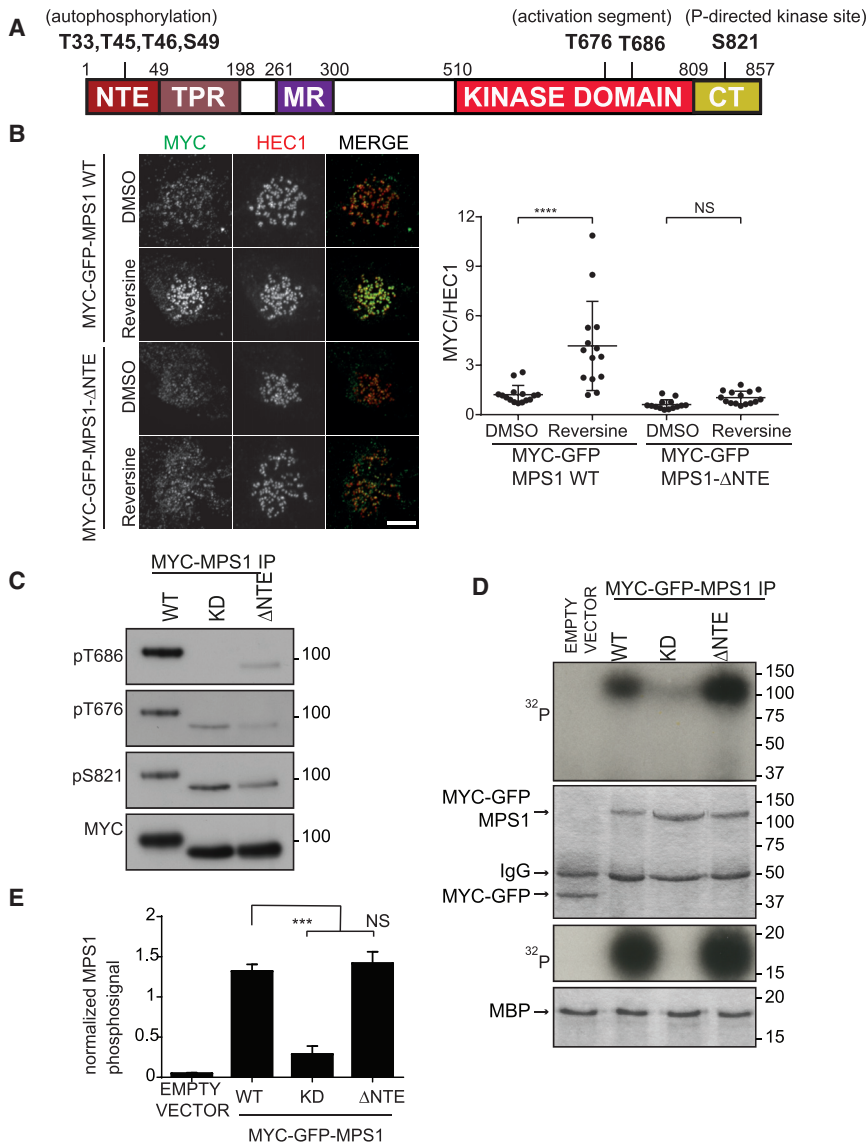 A
(autophosphorylation) (activation segment) (P-directed kinase site)
T33,T45,T46,S49 T676 T686 S821
1 49 198 261 300 510 809 857
NTE TPR MR KINASE DOMAIN CT
B
MYC HEC1 MERGE
MYC-GFP-MPS1 WT
DMSO
Reversine
MYC-GFP-MPS1-ΔNTE
DMSO
Reversine
MYC/HEC1
12
9
6
3
0
**** NS
DMSO Reversine DMSO Reversine
MYC-GFP MYC-GFP
MPS1 WT MPS1-ΔNTE
C
MYC-MPS1 IP
WT KD ΔNTE
pT686 100
pT676 100
pS821 100
MYC 100
D
MYC-GFP-MPS1 IP
EMPTY
VECTOR
WT KD ΔNTE
32P
150
100
75
50
37
MYC-GFP
MPS1
IgG
MYC-GFP
150
100
75
50
37
32P
20
15
MBP
20
15
E
normalized MPS1
phosphosignal
2
1.5
1
0.5
0
*** NS
EMPTY
VECTOR
WT KD ΔNTE
MYC-GFP-MPS1